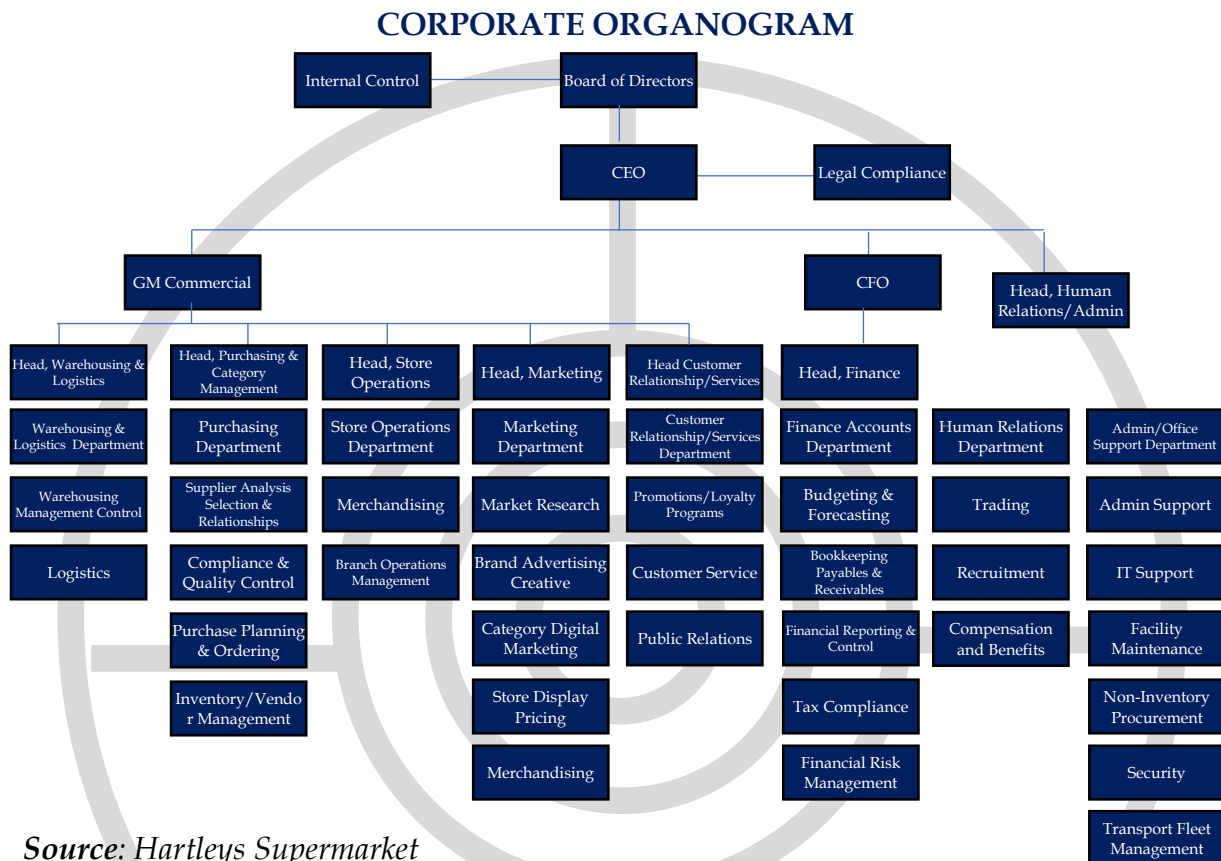 CORPORATE ORGANOGRAM
Internal Control
Board of Directors
CEO
Legal Compliance
GM Commercial
CFO
Head, Human
Relations/Admin
Head, Warehousing &
Logistics
Head, Purchasing &
Category
Management
Head, Store
Operations
Head, Marketing
Head Customer
Relationship/Services
Head, Finance
Warehousing &
Logistics Department
Purchasing
Department
Store Operations
Department
Marketing
Department
Customer
Relationship/Services
Department
Finance Accounts
Department
Human Relations
Department
Admin/Office
Support Department
Warehousing
Management Control
Supplier Analysis
Selection &
Relationships
Merchandising
Market Research
Promotions/Loyalty
Programs
Budgeting &
Forecasting
Trading
Admin Support
Logistics
Compliance &
Quality Control
Branch Operations
Management
Brand Advertising
Creative
Customer Service
Bookkeeping
Payables &
Receivables
Recruitment
IT Support
Purchase Planning
& Ordering
Category Digital
Marketing
Public Relations
Financial Reporting &
Control
Compensation
and Benefits
Facility
Maintenance
Inventory/Vendo
r Management
Store Display
Pricing
Tax Compliance
Non-Inventory
Procurement
Merchandising
Financial Risk
Management
Security
Transport Fleet
Management
Source: Hartleys Supermarket